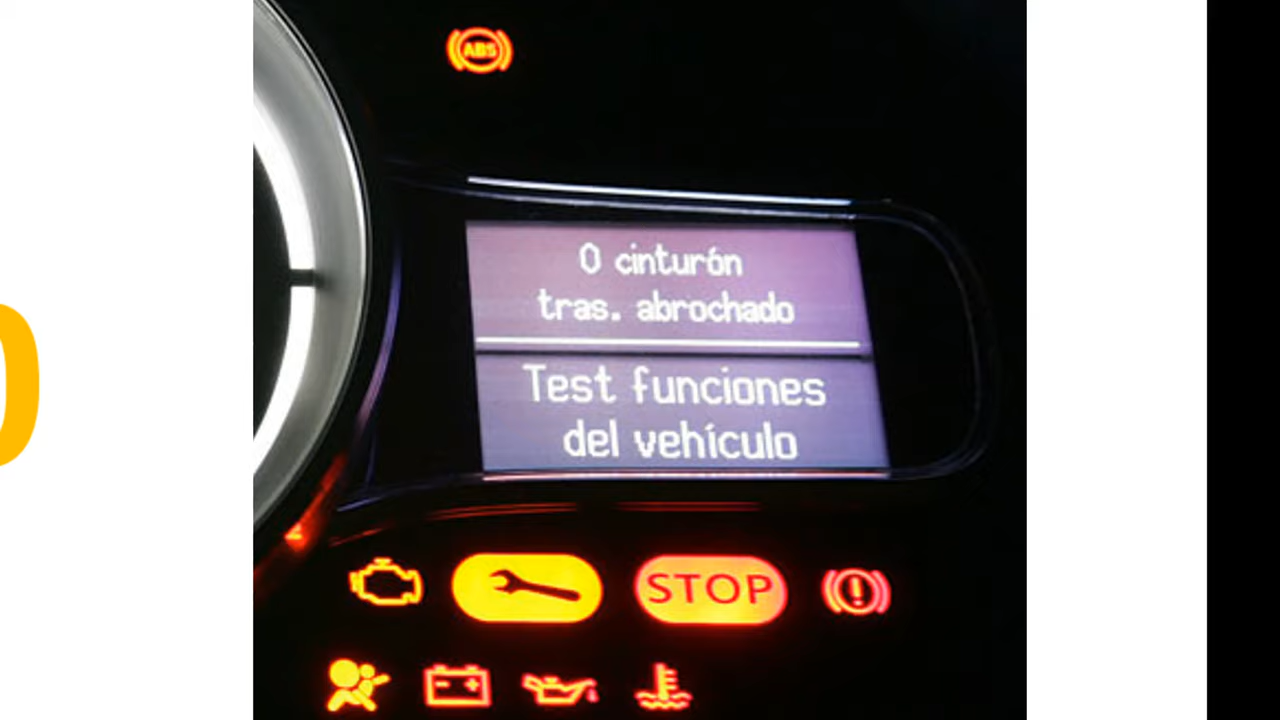 ABS
0 cinturón
tras. abrochado
Test funciones
del vehículo
STOP